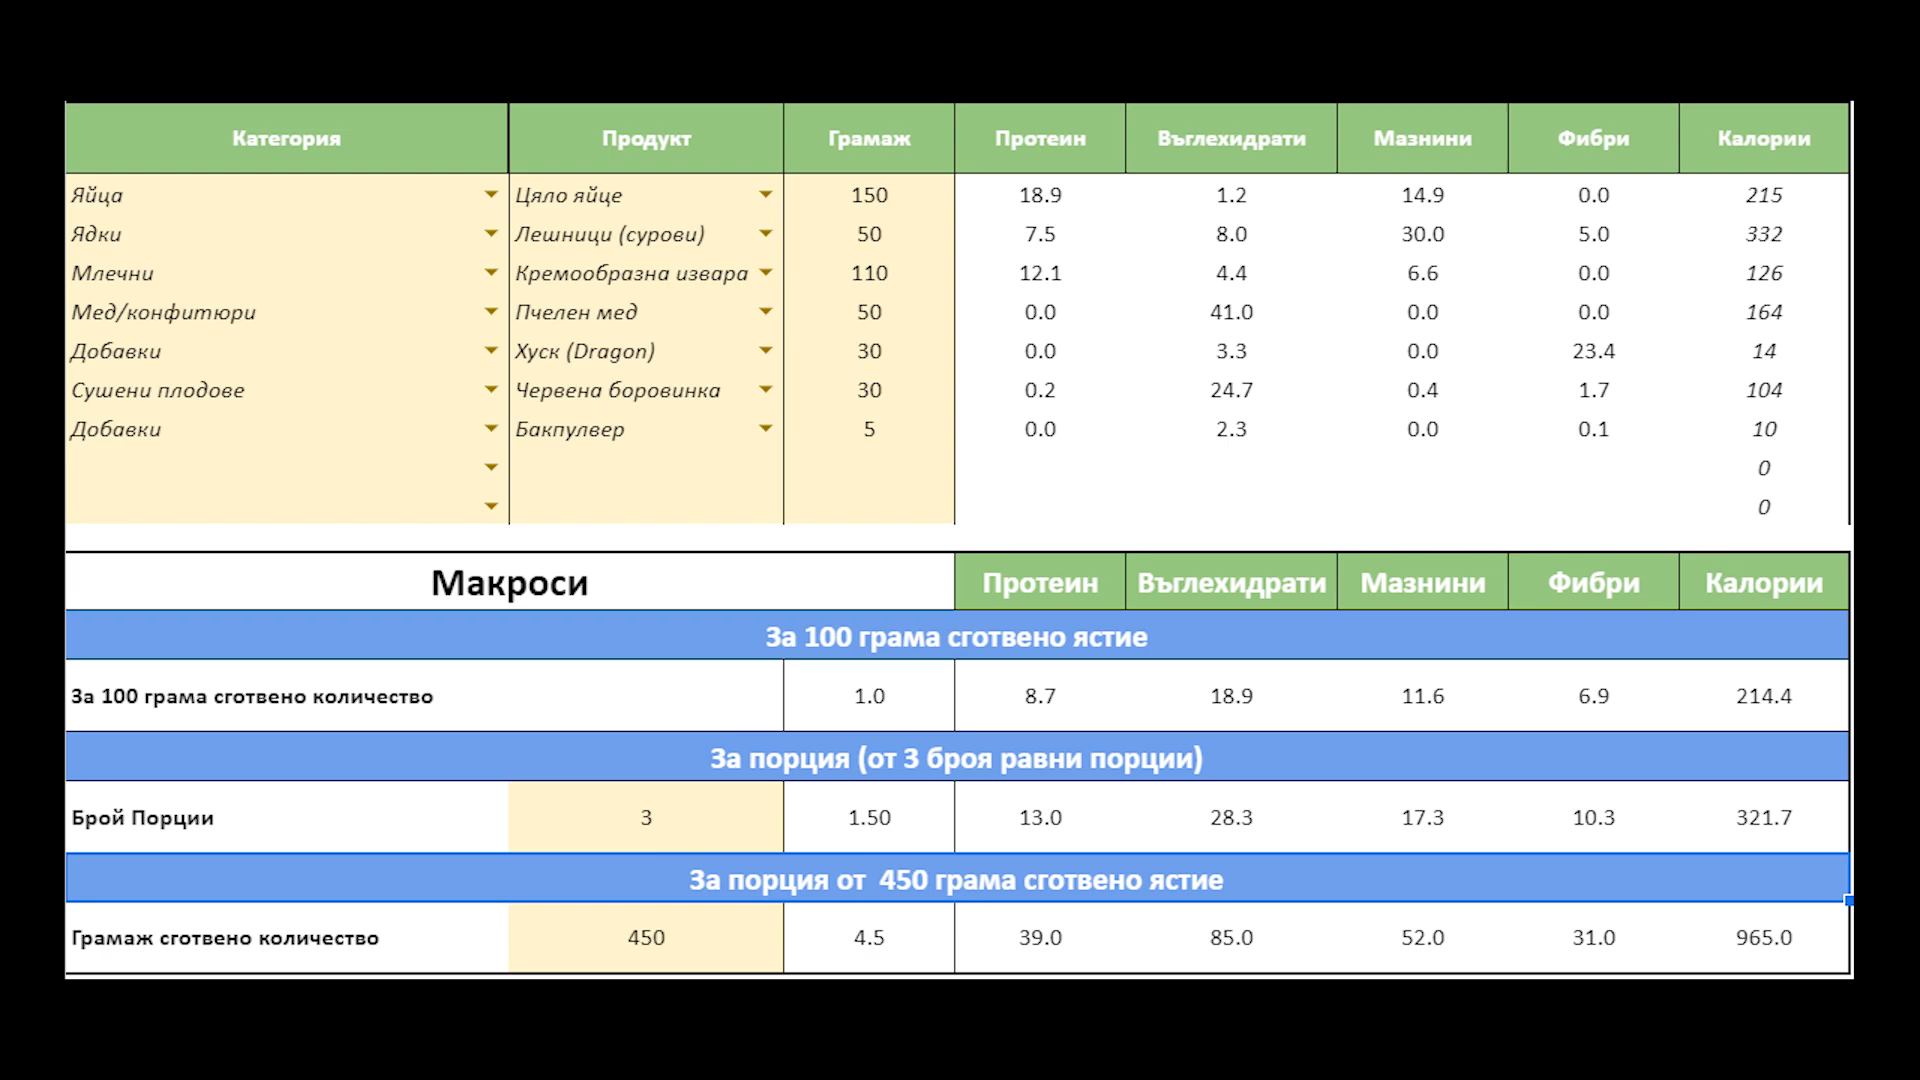 Категория Продукт Грамаж Протеин Въглехидрати Мазнини Фибри Калории
Яйца Цяло яйце 150 18.9 1.2 14.9 0.0 215
Ядки Лешници (сурови) 50 7.5 8.0 30.0 5.0 332
Млечни Кремообразна извара 110 12.1 4.4 6.6 0.0 126
Мед/конфитюри Пчелен мед 50 0.0 41.0 0.0 0.0 164
Добавки Хуск (Dragon) 30 0.0 3.3 0.0 23.4 14
Сушени плодове Червена боровинка 30 0.2 24.7 0.4 1.7 104
Добавки Бакпулвер 5 0.0 2.3 0.0 0.1 10
0
0
Макроси Протеин Въглехидрати Мазнини Фибри Калории
За 100 грама сготвено ястие
За 100 грама сготвено количество 1.0 8.7 18.9 11.6 6.9 214.4
За порция (от 3 броя равни порции)
Брой Порции 3 1.50 13.0 28.3 17.3 10.3 321.7
За порция от 450 грама сготвено ястие
Грамаж сготвено количество 450 4.5 39.0 85.0 52.0 31.0 965.0